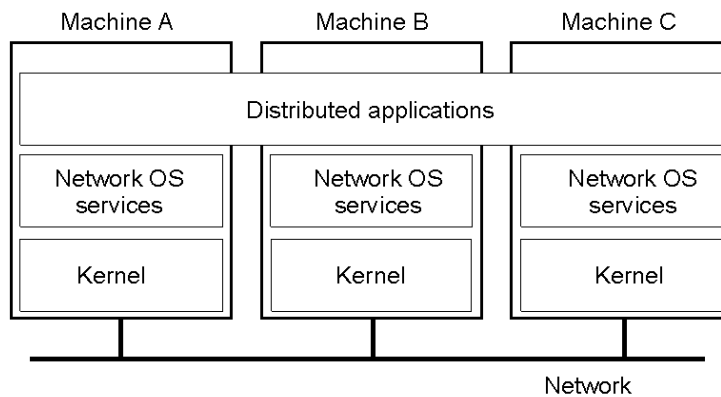 Machine A
Machine B
Machine C
Distributed applications
Network OS
services
Network OS
services
Network OS
services
Kernel
Kernel
Kernel
Network